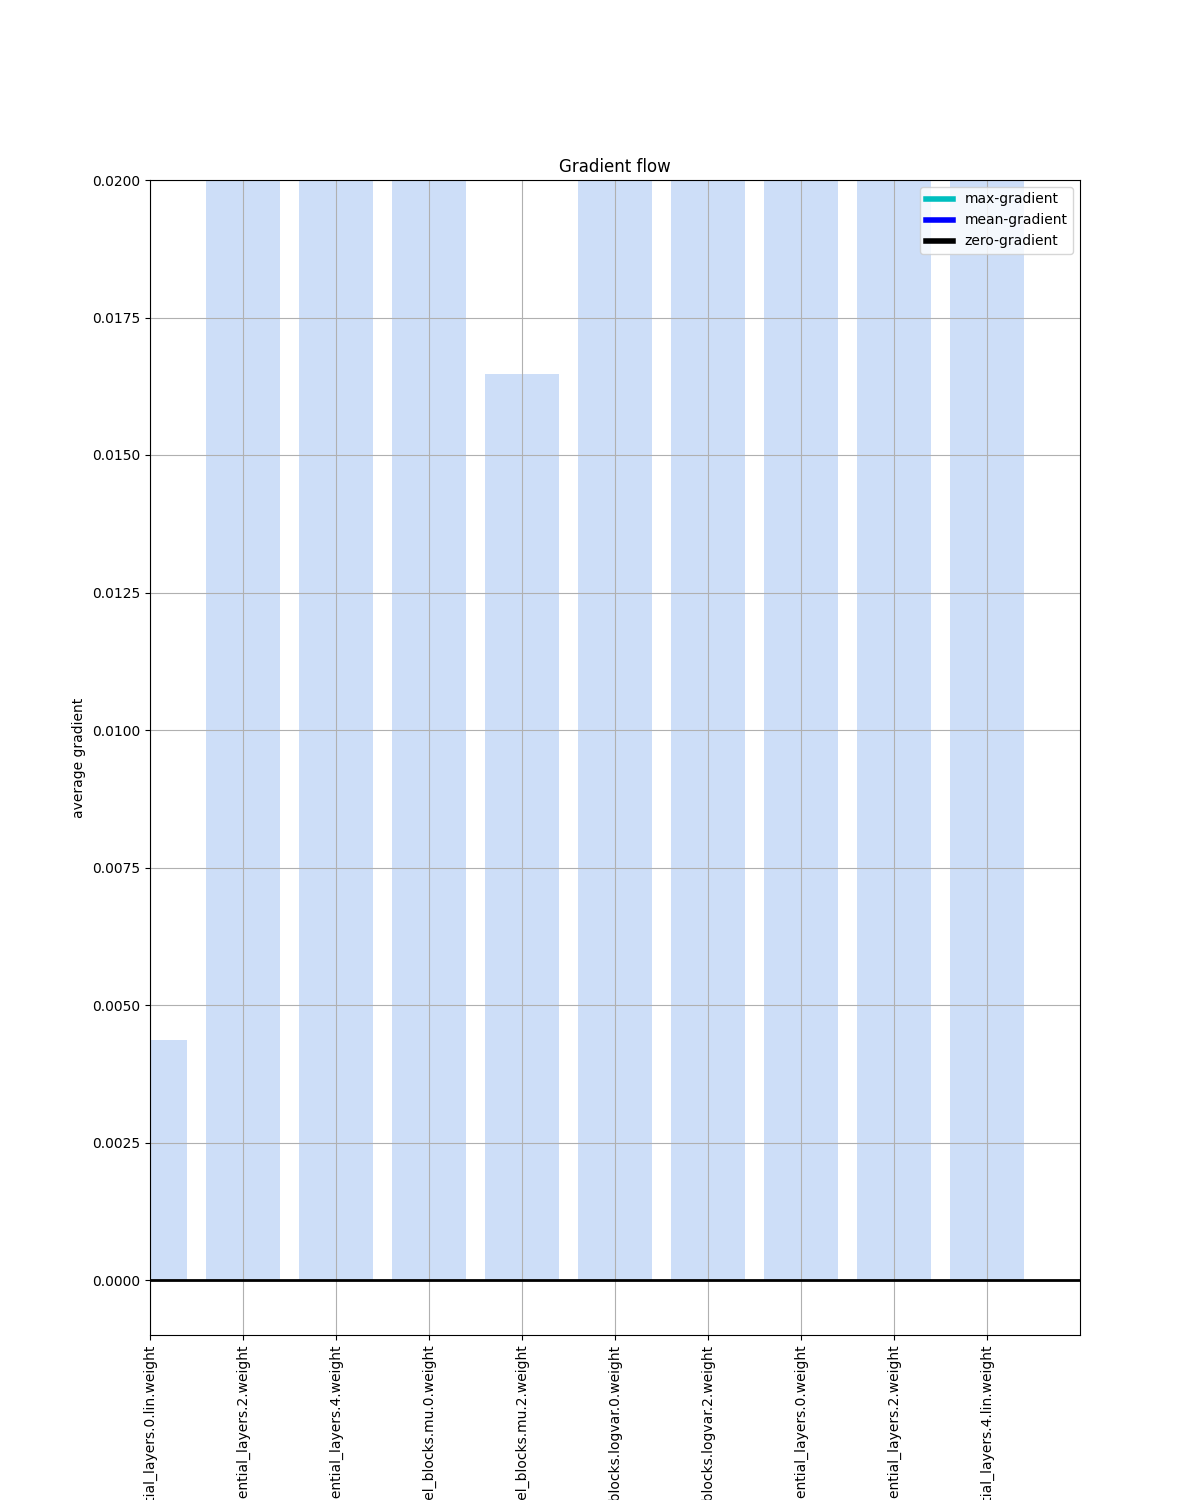 Gradient flow
max-gradient
mean-gradient
zero-gradient
0.0200
0.0175
0.0150
0.0125
0.0100
0.0075
0.0050
0.0025
0.0000
average gradient
tial_layers.0.lin.weight
ential_layers.2.weight
ential_layers.4.weight
el_blocks.mu.0.weight
el_blocks.mu.2.weight
blocks.logvar.0.weight
blocks.logvar.2.weight
ential_layers.0.weight
ential_layers.2.weight
tial_layers.4.lin.weight